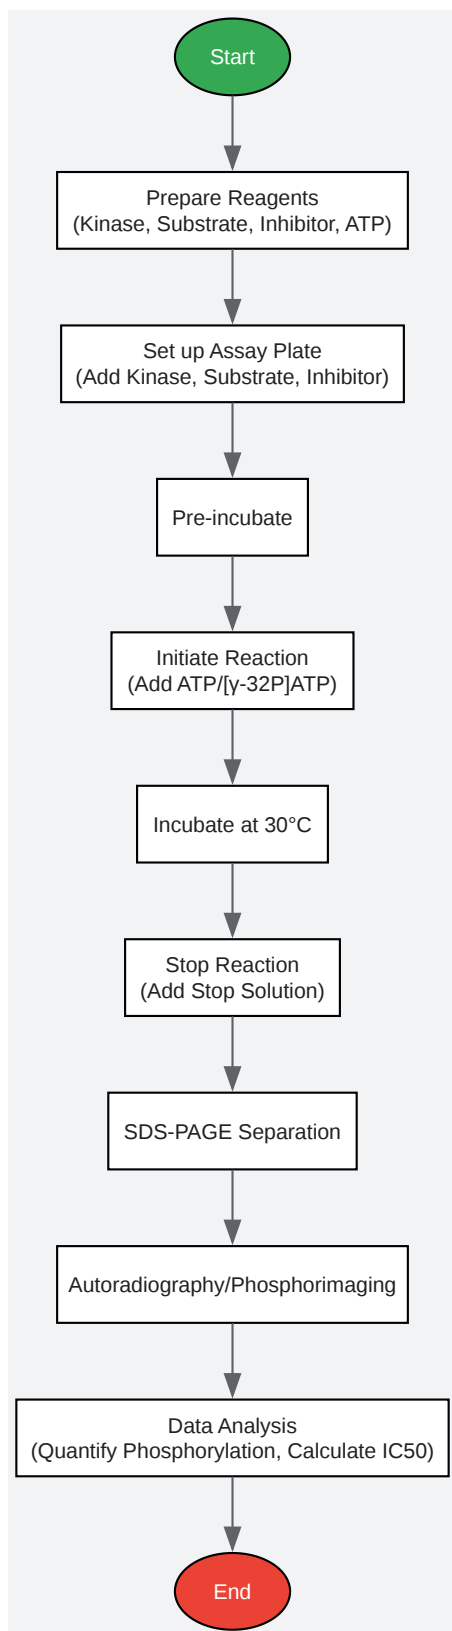 Start
Prepare Reagents
(Kinase, Substrate, Inhibitor, ATP)
Set up Assay Plate
(Add Kinase, Substrate, Inhibitor)
Pre-incubate
Initiate Reaction
(Add ATP/[γ-32P]ATP)
Incubate at 30°C
Stop Reaction
(Add Stop Solution)
SDS-PAGE Separation
Autoradiography/Phosphorimaging
Data Analysis
(Quantify Phosphorylation, Calculate IC50)
End